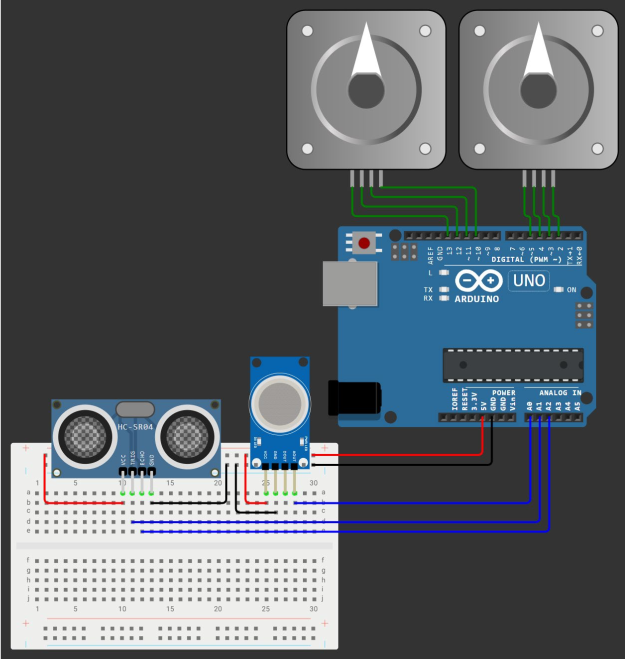 AREF
GND
13
12
~11
~10
~9
8
7
~6
~5
4
~3
2
TX→1
RX←0
DIGITAL (PWM ~)
L
UNO
TX
RX
ARDUINO
ON
IOREF
RESET
3.3V
5V
GND
GND
Vin
POWER
ANALOG IN
A0
A1
A2
A3
A4
A5
HC-SR04
VCC
TRIG
ECHO
GND
15 20 25 30
a
b
c
d
e
f
g
h
i
j
1 5 10 15 20 25 30